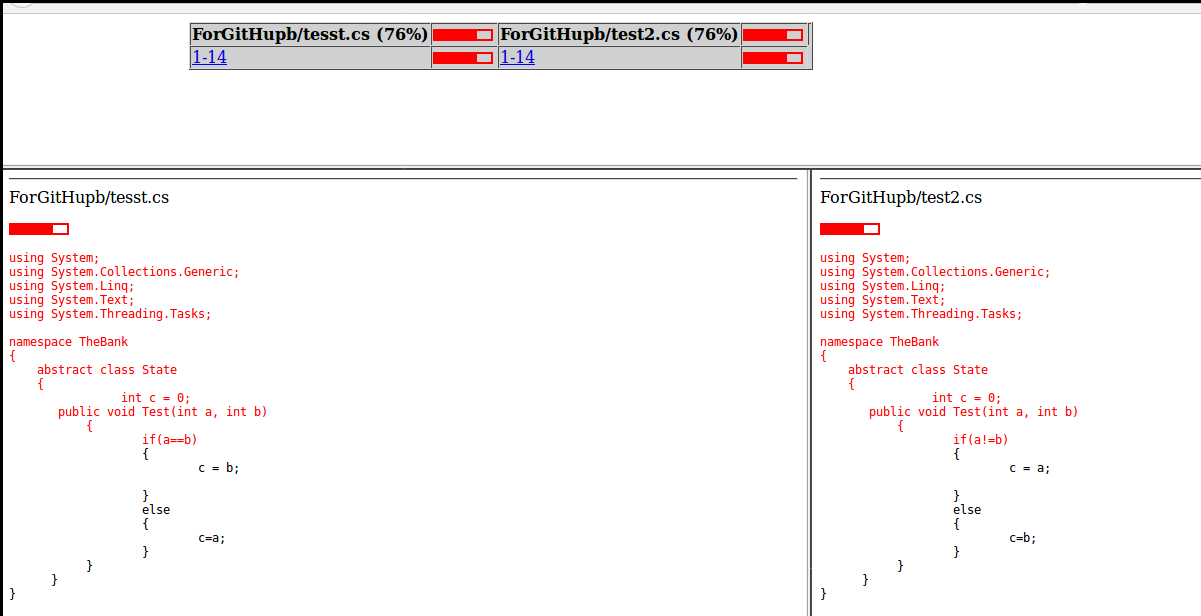 ForGitHupb/tesst.cs (76%) ForGitHupb/test2.cs (76%)
1-14 1-14
ForGitHupb/tesst.cs
using System;
using System.Collections.Generic;
using System.Linq;
using System.Text;
using System.Threading.Tasks;
namespace TheBank
{
abstract class State
{
int c = 0;
public void Test(int a, int b)
{
if(a==b)
{
c = b;
}
else
{
c=a;
}
}
}
}
ForGitHupb/test2.cs
using System;
using System.Collections.Generic;
using System.Linq;
using System.Text;
using System.Threading.Tasks;
namespace TheBank
{
abstract class State
{
int c = 0;
public void Test(int a, int b)
{
if(a!=b)
{
c = a;
}
else
{
c=b;
}
}
}
}